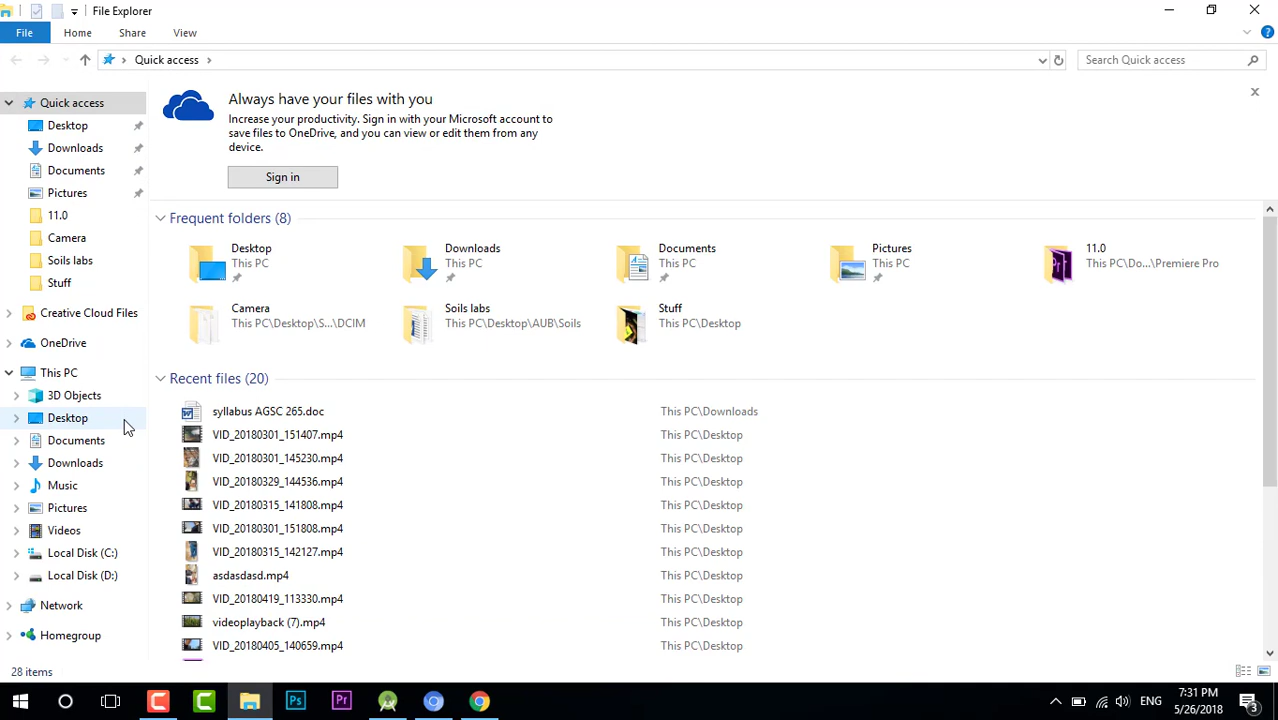 File Explorer
File Home Share View
Quick access
Search Quick access
Quick access
Desktop
Downloads
Documents
Pictures
11.0
Camera
Soils labs
Stuff
Creative Cloud Files
OneDrive
This PC
3D Objects
Desktop
Documents
Downloads
Music
Pictures
Videos
Local Disk (C:)
Local Disk (D:)
Network
Homegroup
Always have your files with you
Increase your productivity. Sign in with your Microsoft account to
save files to OneDrive, and you can view or edit them from any
device.
Sign in
Frequent folders (8)
Desktop
This PC
Downloads
This PC
Documents
This PC
Pictures
This PC
11.0
This PC\Do...\Premiere Pro
Camera
This PC\Desktop\S...\DCIM
Soils labs
This PC\Desktop\AUB\Soils
Stuff
This PC\Desktop
Recent files (20)
syllabus AGSC 265.doc This PC\Downloads
VID_20180301_151407.mp4 This PC\Desktop
VID_20180301_145230.mp4 This PC\Desktop
VID_20180329_144536.mp4 This PC\Desktop
VID_20180315_141808.mp4 This PC\Desktop
VID_20180301_151808.mp4 This PC\Desktop
VID_20180315_142127.mp4 This PC\Desktop
asdasdasd.mp4 This PC\Desktop
VID_20180419_113330.mp4 This PC\Desktop
videoplayback (7).mp4 This PC\Desktop
VID_20180405_140659.mp4 This PC\Desktop
28 items
Ps
Pr
ENG
7:31 PM
5/26/2018
3